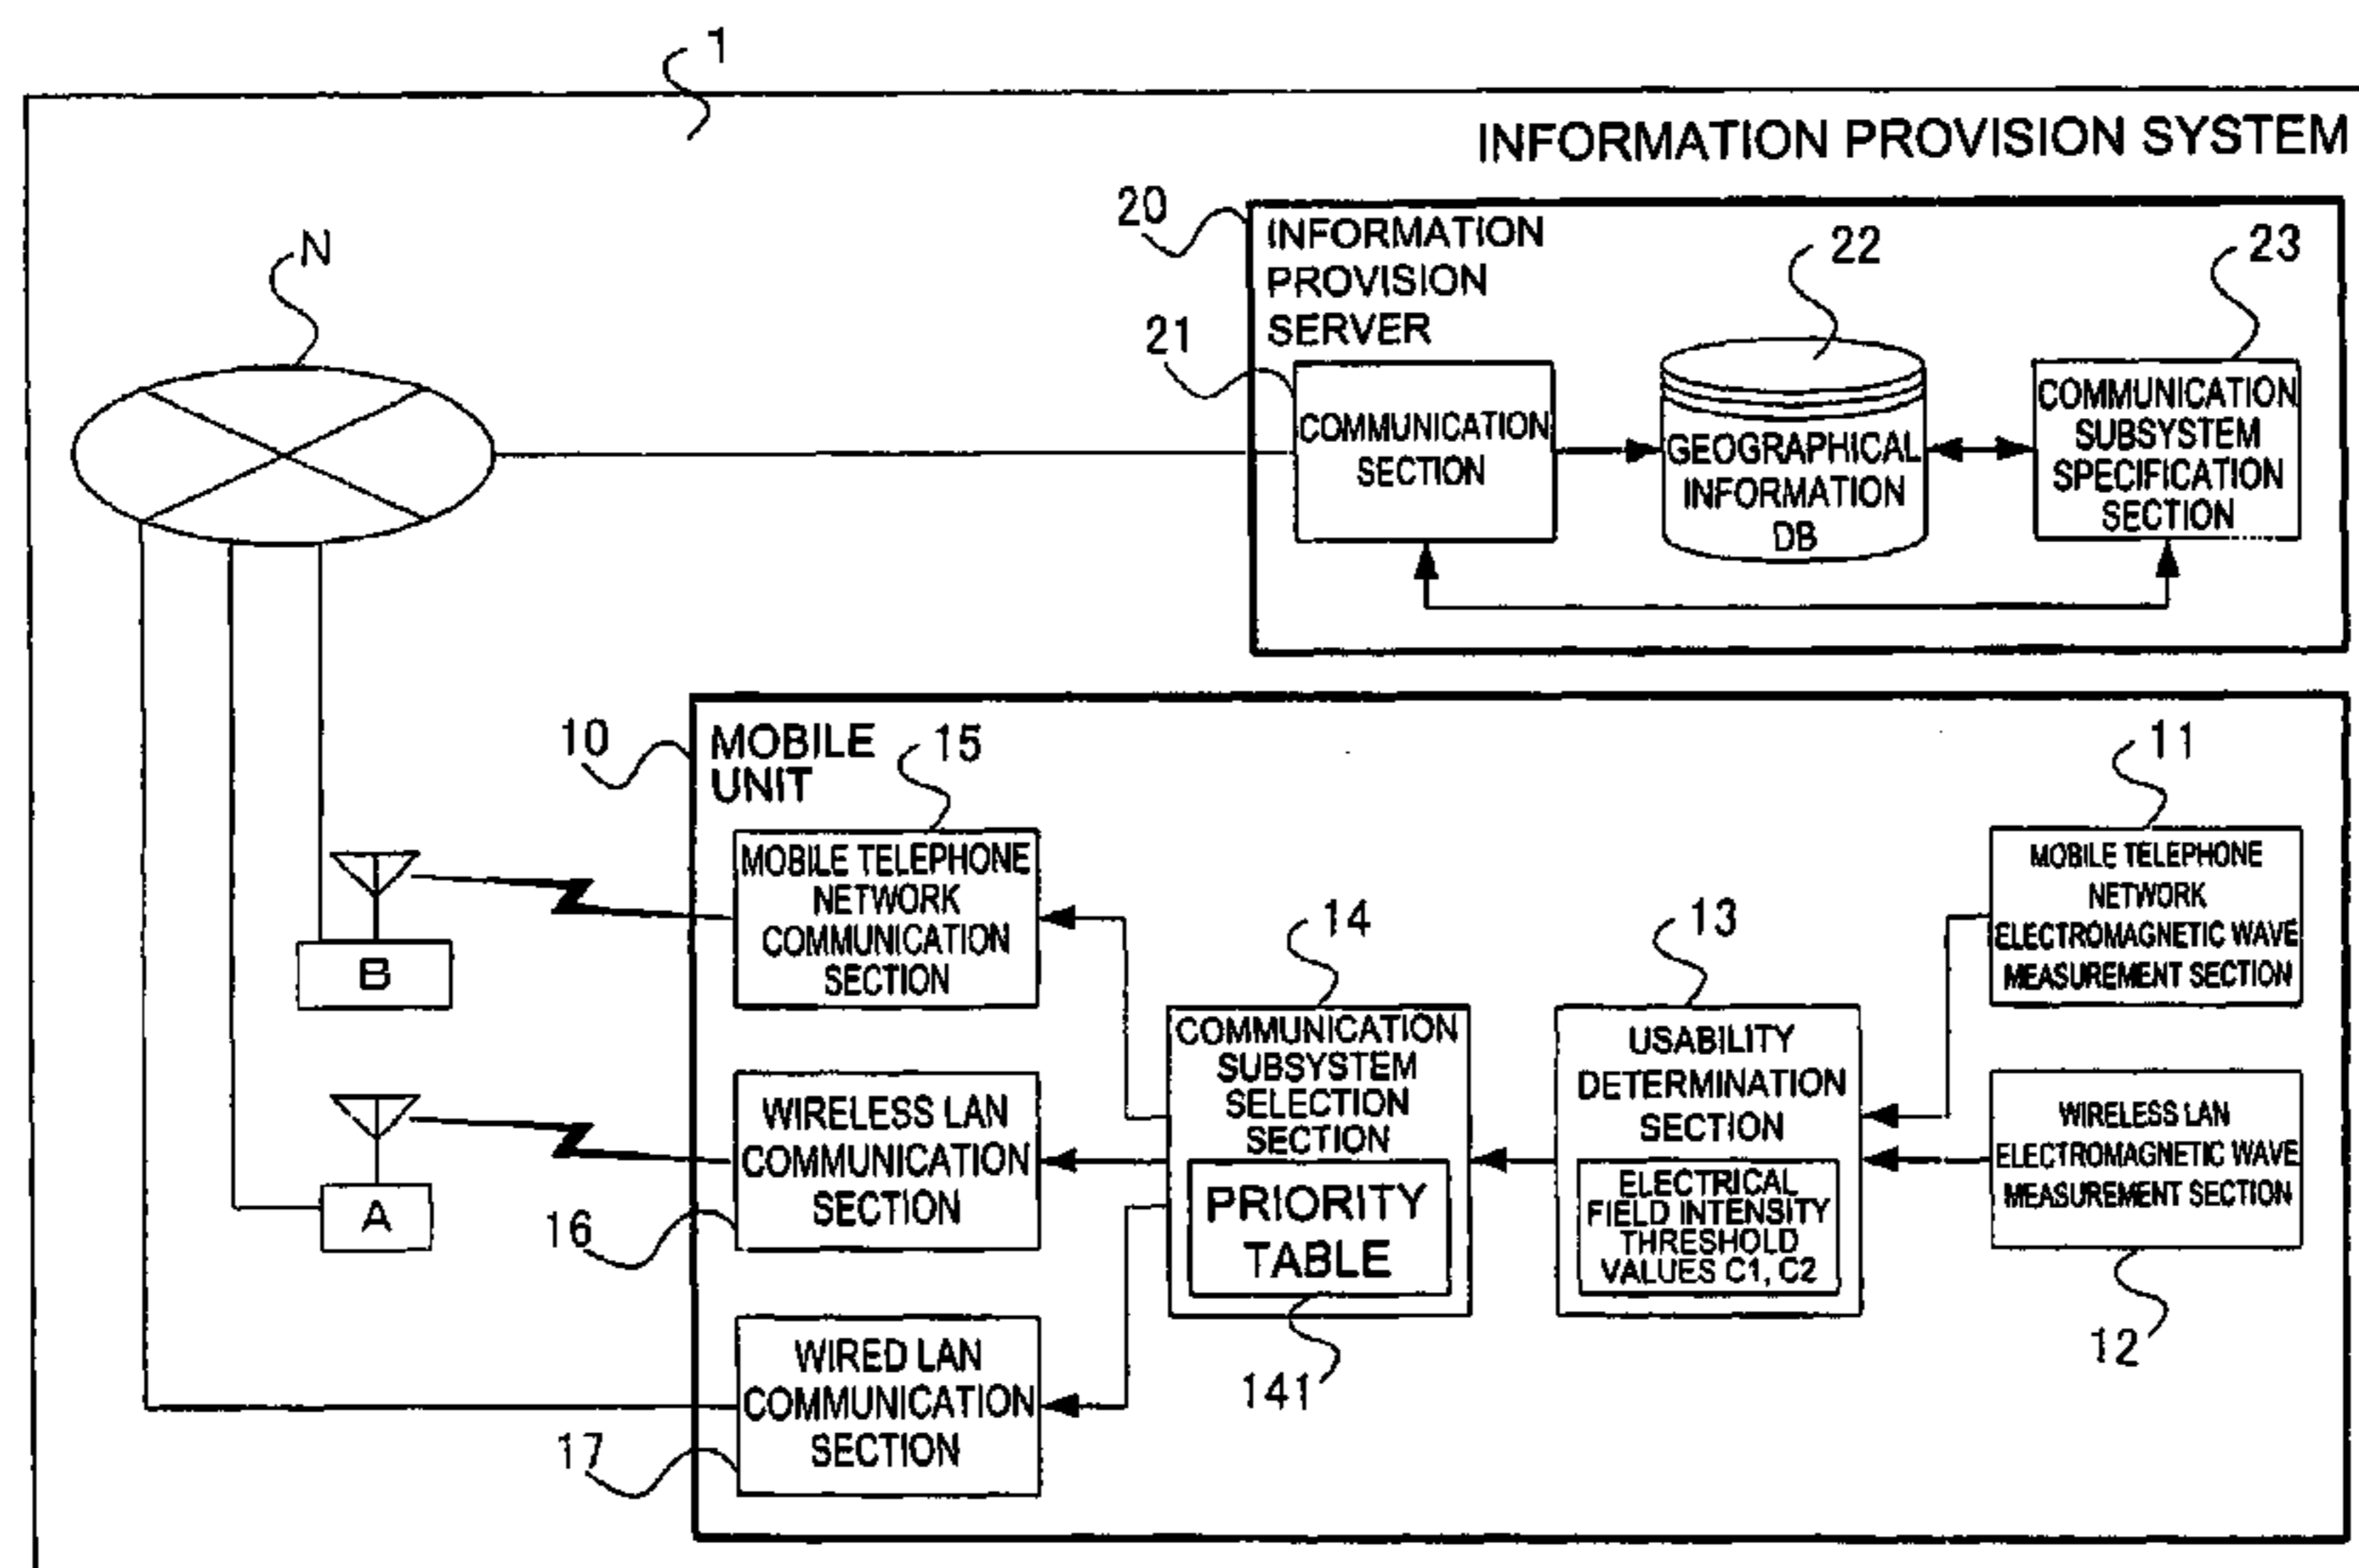 1
INFORMATION PROVISION SYSTEM
N
20
INFORMATION
PROVISION
SERVER
21
COMMUNICATION
SECTION
22
GEOGRAPHICAL
INFORMATION
DB
23
COMMUNICATION
SUBSYSTEM
SPECIFICATION
SECTION
10
MOBILE
UNIT
15
MOBILE TELEPHONE
NETWORK
COMMUNICATION
SECTION
B
11
MOBILE TELEPHONE
NETWORK
ELECTROMAGNETIC WAVE
MEASUREMENT SECTION
14
COMMUNICATION
SUBSYSTEM
SELECTION
SECTION
PRIORITY
TABLE
141
13
USABILITY
DETERMINATION
SECTION
ELECTRICAL
FIELD INTENSITY
THRESHOLD
VALUES C1, C2
WIRELESS LAN
ELECTROMAGNETIC WAVE
MEASUREMENT SECTION
12
A
WIRELESS LAN
COMMUNICATION
SECTION
16
WIRED LAN
COMMUNICATION
SECTION
17